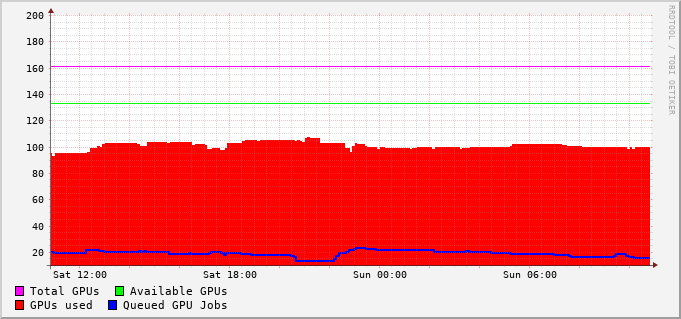 200
180
160
140
120
100
80
60
40
20
Sat 12:00 Sat 18:00 Sun 00:00 Sun 06:00
Total GPUs Available GPUs
GPUs used Queued GPU Jobs
RRDTOOL / TOBI OETIKER